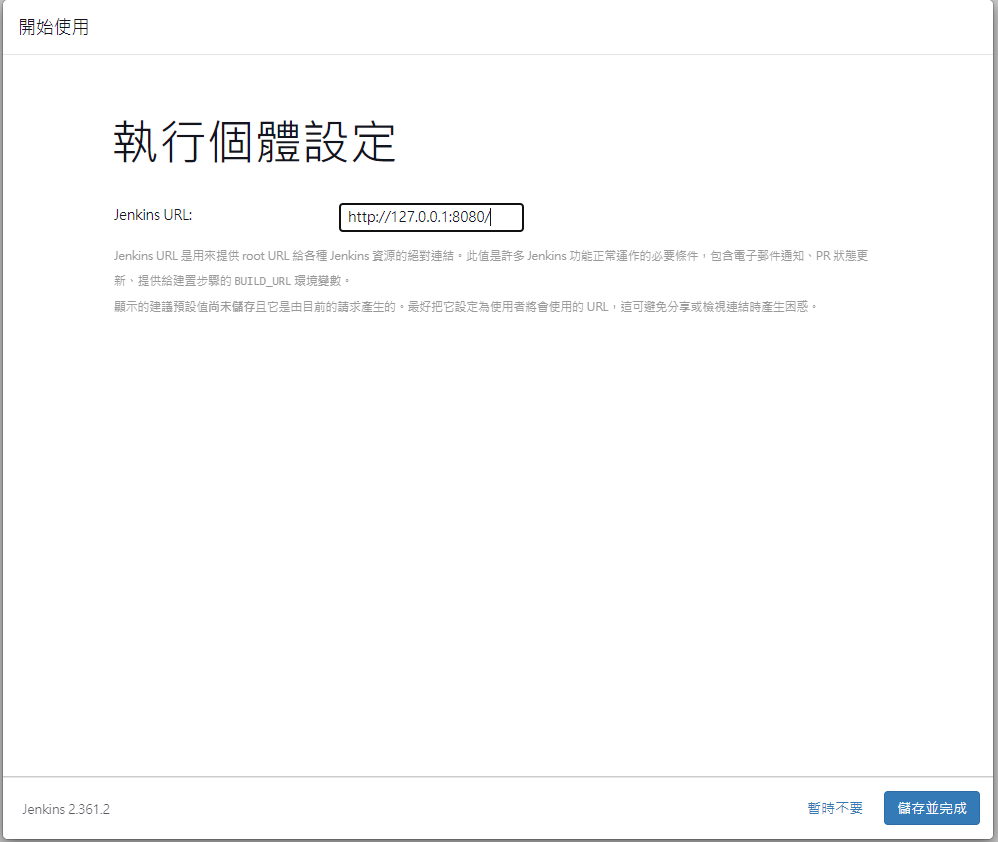 開始使用
執行個體設定
Jenkins URL: http://127.0.0.1:8080/
Jenkins URL 是用來提供 root URL 給各種 Jenkins 資源的絕對連結。此值是許多 Jenkins 功能正常運作的必要條件，包含電子郵件通知、PR 狀態更
新、提供給建置步驟的 BUILD_URL 環境變數。
顯示的建議預設值尚未儲存且它是由目前的請求產生的。最好把它設定為使用者將會使用的 URL，這可避免分享或檢視連結時產生困惑。
Jenkins 2.361.2 暫時不要 儲存並完成